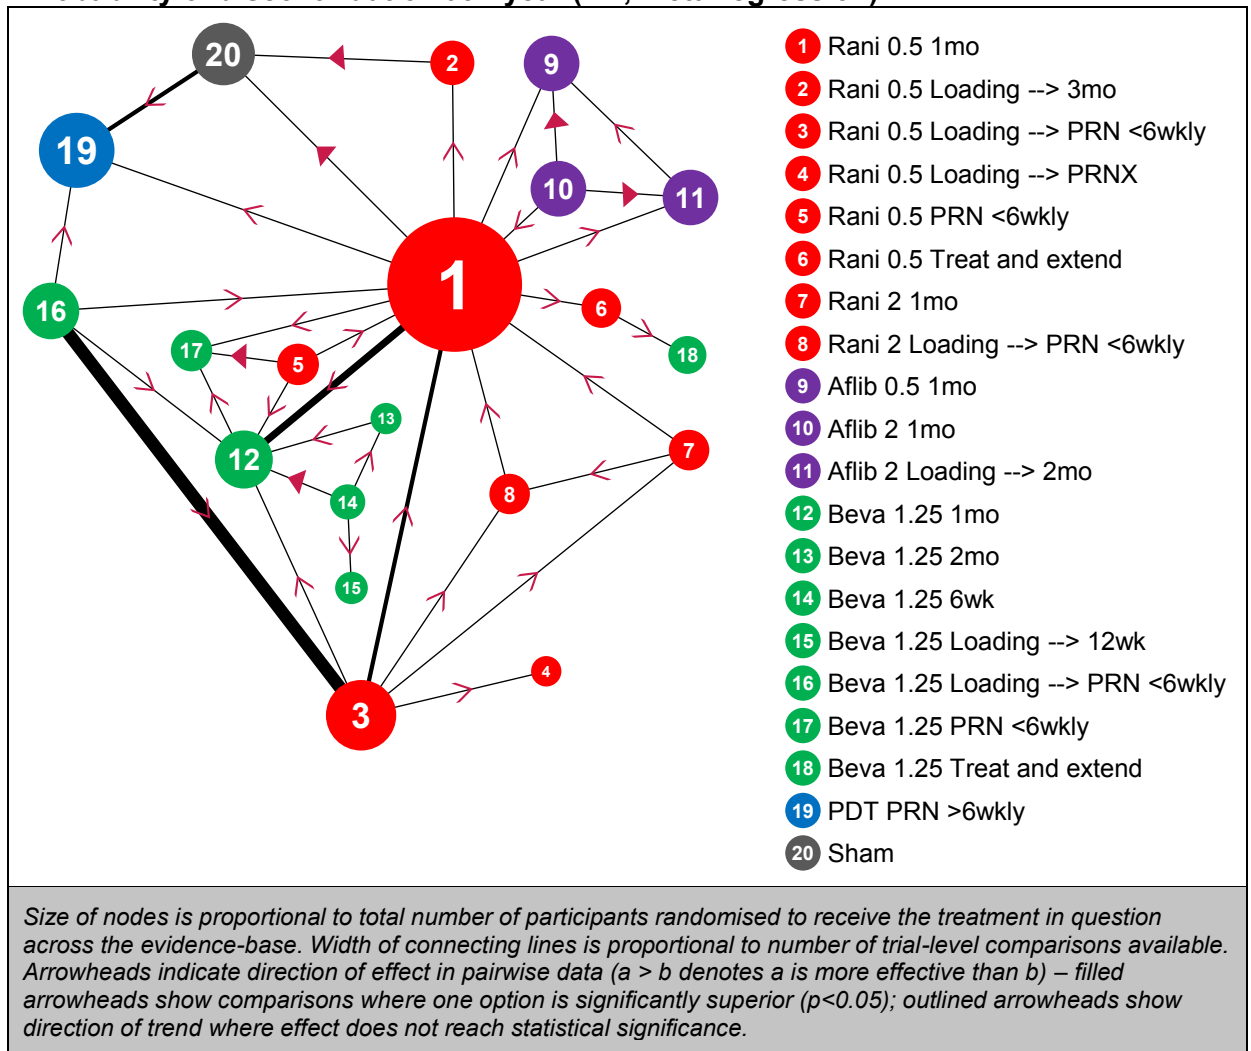 20
2
9
19
10
11
1
16
6
17
5
18
13
12
7
14
8
15
4
3
1 Rani 0.5 1mo
2 Rani 0.5 Loading --> 3mo
3 Rani 0.5 Loading --> PRN <6wkly
4 Rani 0.5 Loading --> PRNX
5 Rani 0.5 PRN <6wkly
6 Rani 0.5 Treat and extend
7 Rani 2 1mo
8 Rani 2 Loading --> PRN <6wkly
9 Aflib 0.5 1mo
10 Aflib 2 1mo
11 Aflib 2 Loading --> 2mo
12 Beva 1.25 1mo
13 Beva 1.25 2mo
14 Beva 1.25 6wk
15 Beva 1.25 Loading --> 12wk
16 Beva 1.25 Loading --> PRN <6wkly
17 Beva 1.25 PRN <6wkly
18 Beva 1.25 Treat and extend
19 PDT PRN >6wkly
20 Sham
Size of nodes is proportional to total number of participants randomised to receive the treatment in question
across the evidence-base. Width of connecting lines is proportional to number of trial-level comparisons available.
Arrowheads indicate direction of effect in pairwise data (a > b denotes a is more effective than b) – filled
arrowheads show comparisons where one option is significantly superior (p<0.05); outlined arrowheads show
direction of trend where effect does not reach statistical significance.